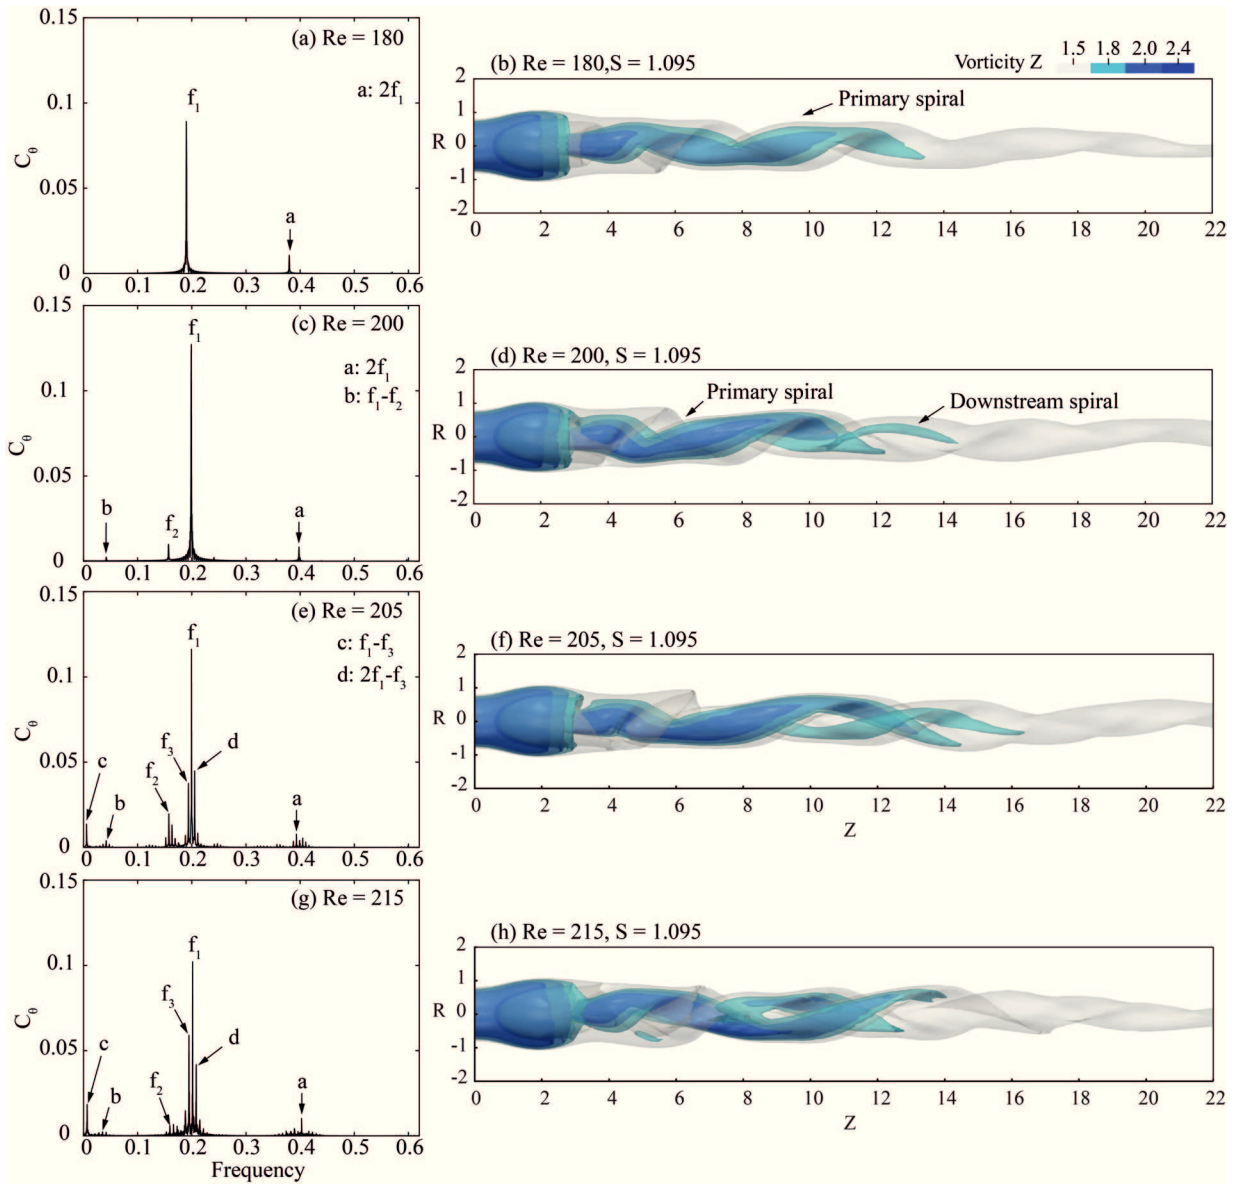 0.15
(a) Re = 180
f1
a: 2f1
0.1
Cθ
0.05
a
0
0 0.1 0.2 0.3 0.4 0.5 0.6
(b) Re = 180,S = 1.095
Vorticity Z
1.5 1.8 2.0 2.4
Primary spiral
2
1
R 0
-1
-2
0 2 4 6 8 10 12 14 16 18 20 22
0.15
(c) Re = 200
f1
a: 2f1
b: f1-f2
0.1
Cθ
0.05
b
f2
a
0
0 0.1 0.2 0.3 0.4 0.5 0.6
(d) Re = 200, S = 1.095
Primary spiral
Downstream spiral
2
1
R 0
-1
-2
0 2 4 6 8 10 12 14 16 18 20 22
0.15
(e) Re = 205
f1
c: f1-f3
d: 2f1-f3
0.1
Cθ
0.05
c
b
f2
f3
d
a
0
0 0.1 0.2 0.3 0.4 0.5 0.6
(f) Re = 205, S = 1.095
2
1
R 0
-1
-2
0 2 4 6 8 10 12 14 16 18 20 22
Z
0.15
(g) Re = 215
f1
0.1
f3
Cθ
0.05
c
b
f2
d
a
0
0 0.1 0.2 0.3 0.4 0.5 0.6
Frequency
(h) Re = 215, S = 1.095
2
1
R 0
-1
-2
0 2 4 6 8 10 12 14 16 18 20 22
Z